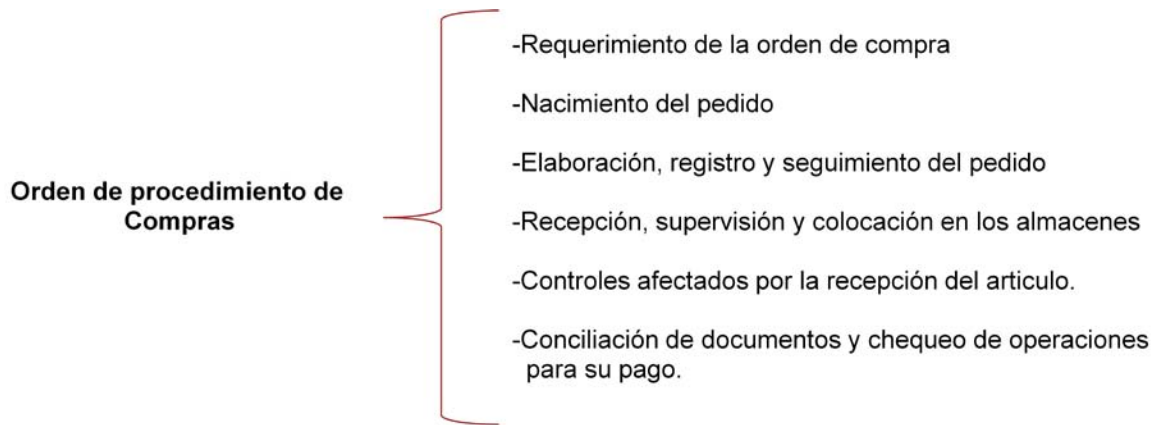 Orden de procedimiento de
Compras
-Requerimiento de la orden de compra
-Nacimiento del pedido
-Elaboración, registro y seguimiento del pedido
-Recepción, supervisión y colocación en los almacenes
-Controles afectados por la recepción del articulo.
-Conciliación de documentos y chequeo de operaciones
para su pago.